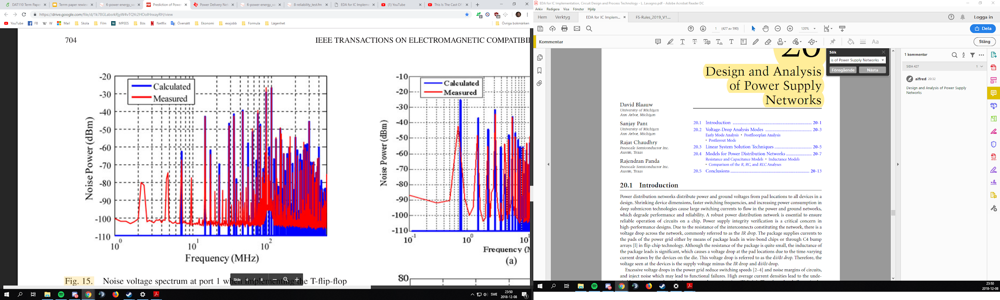 DAT110 Term Paper
Termm paper rewiew
6-power-energy_va
Prediction of Power
Power Delivery Net
6-power-energy_va
8-reliability_test.fm
EDA for IC Impleme
(1) YouTube
This Is The Cast Of
https://drive.google.com/file/d/1k78GLabsrkRjyW4vTQYc2HOolHnxayRH/view
YouTube FB W Mail Skola Film MPEES Bös Netflix Översätt Ekonomi exxjobb Formula Lägenhet Övriga bokmärken
704
IEEE TRANSACTIONS ON ELECTROMAGNETIC COMPATIBI
-20
-30
-40
-50
-60
-70
-80
-90
-100
-110
Noise Power (dBm)
Calculated
Measured
10^0 10^1 10^2
Frequency (MHz)
-10
-20
-30
-40
-50
-60
-70
-80
-90
-100
-110
Noise Power (dBm)
Calculated
Measured
10^-1 10^0 10
Frequency (
(a)
80
Fig. 15. Noise voltage spectrum at port 1 when implementing the T-flip-flop
Sida 6 / 8
SWE
23:50
2018-12-08
EDA for IC Implementation, Circuit Design and Process Technology - L. Lavagno.pdf - Adobe Acrobat Reader DC
Arkiv Redigera Visa Fönster Hjälp
Hem Verktyg EDA for IC Implem... FS-Rules_2019_V1.... Logga in
1 (427 av 590) 120% Dela
Kommentar Stäng
20
Design and Analysis
of Power Supply
Networks
Sök
is of Power Supply Networks
Föregående Nästa
1 kommentar
SIDA 427 1
alfred 20:32
Design and Analysis of Power Supply
Networks
David Blaauw
University of Michigan
Ann Arbor, Michigan
Sanjay Pant
University of Michigan
Ann Arbor, Michigan
Rajat Chaudhry
Freescale Semiconductor Inc.
Austin, Texas
Rajendran Panda
Freescale Semiconductor Inc.
Austin, Texas
20.1 Introduction 20-1
20.2 Voltage-Drop Analysis Modes 20-3
Early Mode Analysis • Postfloorplan Analysis
• Postlayout Mode
20.3 Linear System Solution Techniques 20-5
20.4 Models for Power Distribution Networks 20-7
Resistance and Capacitance Models • Inductance Models
• Comparison of the R, RC, and RLC Analyses
20.5 Conclusions 20-13
20.1 Introduction
Power distribution networks distribute power and ground voltages from pad locations to all devices in a
design. Shrinking device dimensions, faster switching frequencies, and increasing power consumption in
deep submicron technologies cause large switching currents to flow in the power and ground networks,
which degrade performance and reliability. A robust power distribution network is essential to ensure
reliable operation of circuits on a chip. Power supply integrity verification is a critical concern in
high-performance designs. Due to the resistance of the interconnects constituting the network, there is a
voltage drop across the network, commonly referred to as the IR drop. The package supplies currents to
the pads of the power grid either by means of package leads in wire-bond chips or through C4 bump
arrays [1] in flip-chip technology. Although the resistance of the package is quite small, the inductance of
the package leads is significant, which causes a voltage drop at the pad locations due to the time-varying
current drawn by the devices on the die. This voltage drop is referred to as the di/dt drop. Therefore, the
voltage seen at the devices is the supply voltage minus the IR drop and di/dt drop.
Excessive voltage drops in the power grid reduce switching speeds [2–4] and noise margins of circuits,
and inject noise which may lead to functional failures. High average current densities lead to the unde-
23:50
2018-12-08